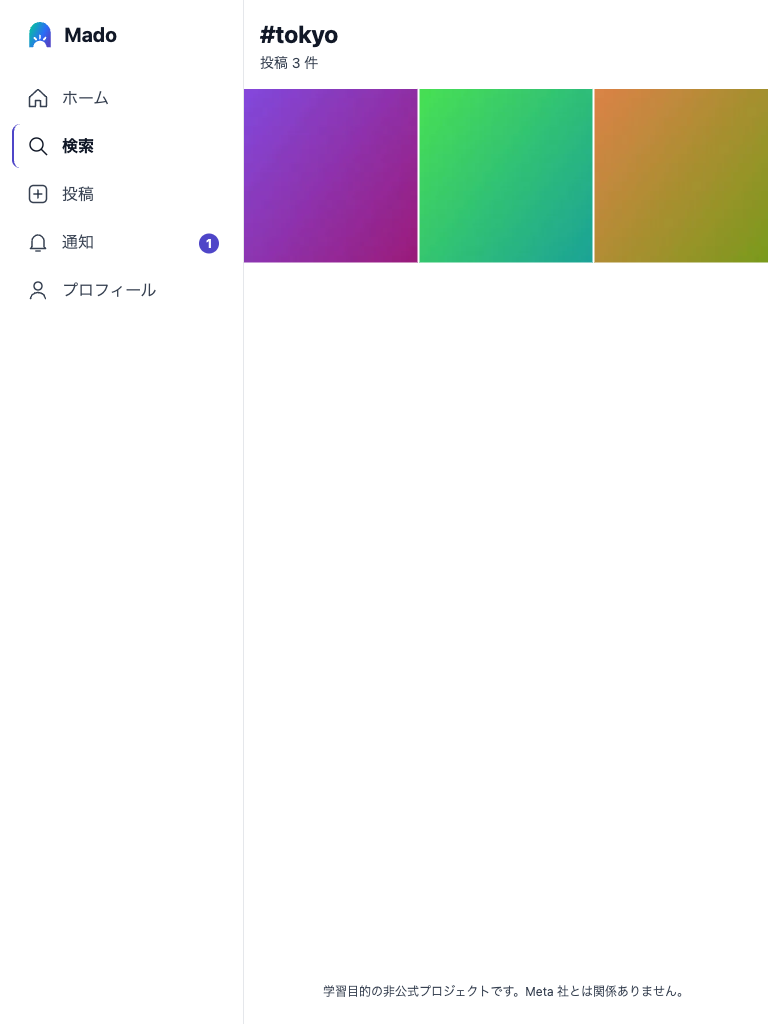 Mado
ホーム
検索
投稿
通知
1
プロフィール
#tokyo
投稿 3 件
学習目的の非公式プロジェクトです。Meta 社とは関係ありません。